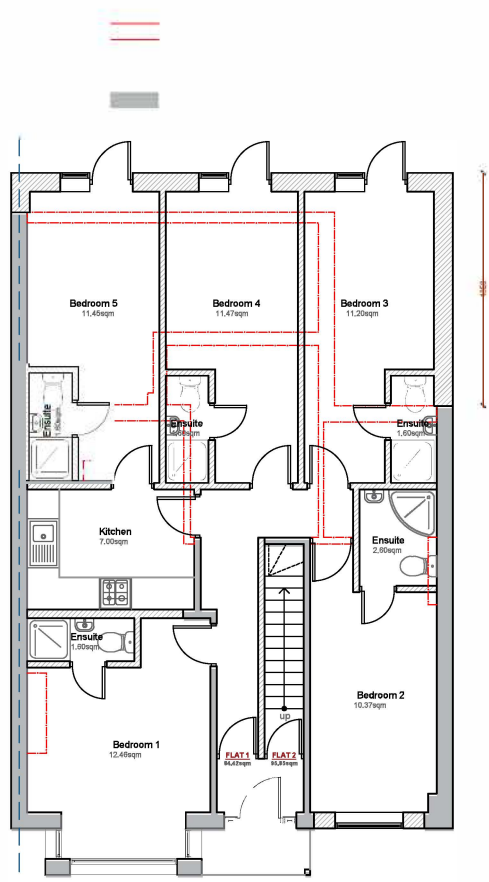 Bedroom 5
11,45sqm
Bedroom 4
11,47sqm
Bedroom 3
11,20sqm
Ensuite
1,60sqm
Ensuite
Ensuite
1,60sqm
Kitchen
7,00sqm
Ensuite
2,60sqm
Ensuite
1,60sqm
Bedroom 2
10,37sqm
Bedroom 1
12,46sqm
up
FLAT 1
FLAT 2